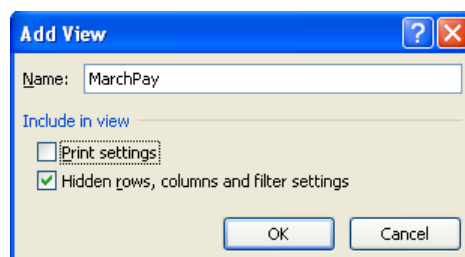 Add View
Name: MarchPay
Include in view
Print settings
Hidden rows, columns and filter settings
OK Cancel